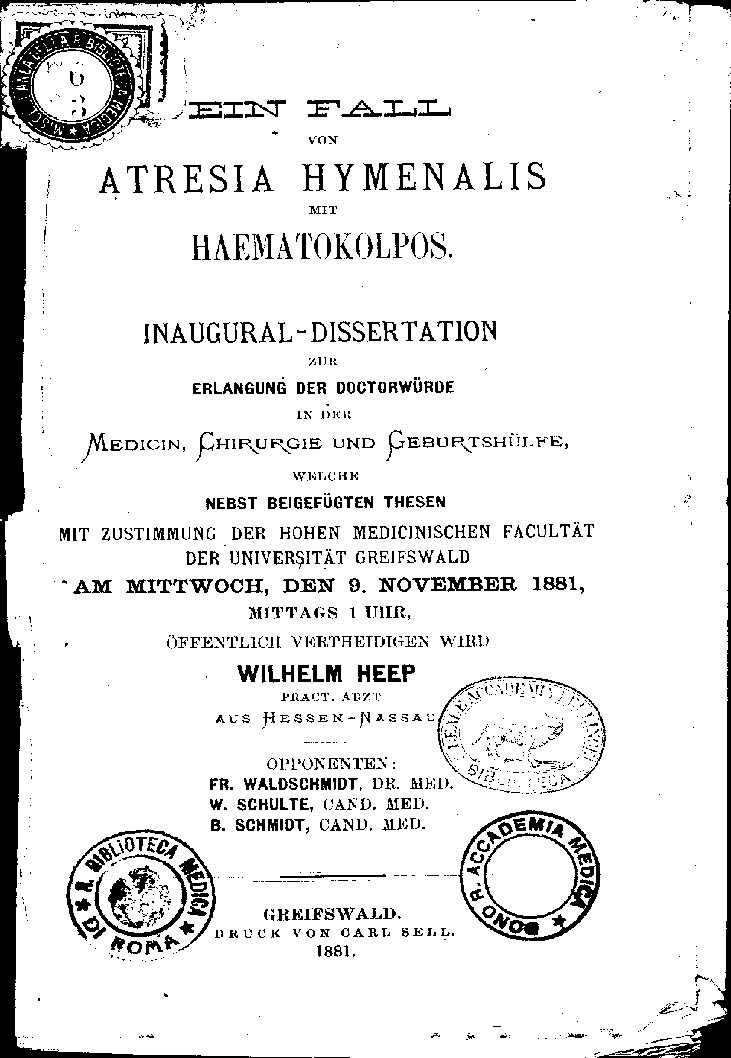 EIN FALL
VON
ATRESIA HYMENALIS
MIT
HAEMATOKOLPOS.
INAUGURAL-DISSERTATION
ZUR
ERLANGUNG DER DOCTORWÜRDE
IN DER
MEDICIN, CHIRURGIE UND GEBURTSHÜLFE,
WELCHE
NEBST BEIGEFÜGTEN THESEN
MIT ZUSTIMMUNG DER HOHEN MEDICINISCHEN FACULTÄT
DER UNIVERSITÄT GREIFSWALD
AM MITTWOCH, DEN 9. NOVEMBER 1881,
MITTAGS 1 UHR,
ÖFFENTLICH VERTHEIDIGEN WIRD
WILHELM HEEP
PRACT. ARZT
AUS HESSEN-NASSAU
OPPONENTEN:
FR. WALDSCHMIDT, DR. MED.
W. SCHULTE, CAND. MED.
B. SCHMIDT, CAND. MED.
BIBLIOTECA
R. BIBLIOTECA MEDICA
DI ROMA
R. ACCADEMIA MEDICA
DONO
GREIFSWALD.
DRUCK VON CARL SELL.
1881.